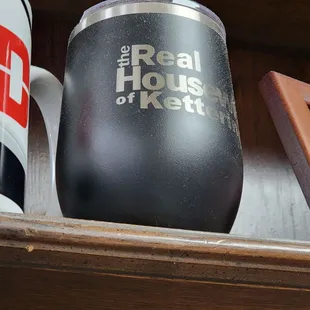 the Real
House
of Ketter